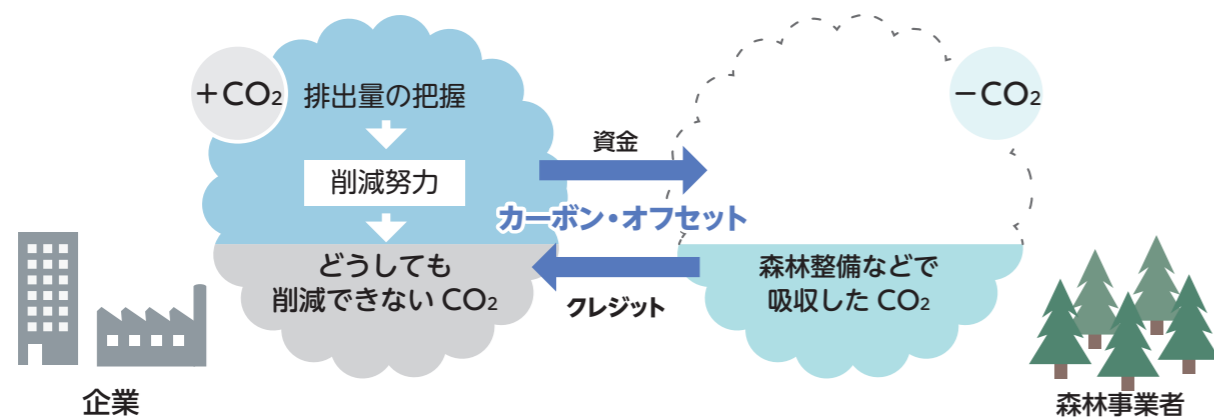 +CO2
排出量の把握
削減努力
どうしても
削減できない CO2
企業
資金
カーボン・オフセット
クレジット
−CO2
森林整備などで
吸収した CO2
森林事業者